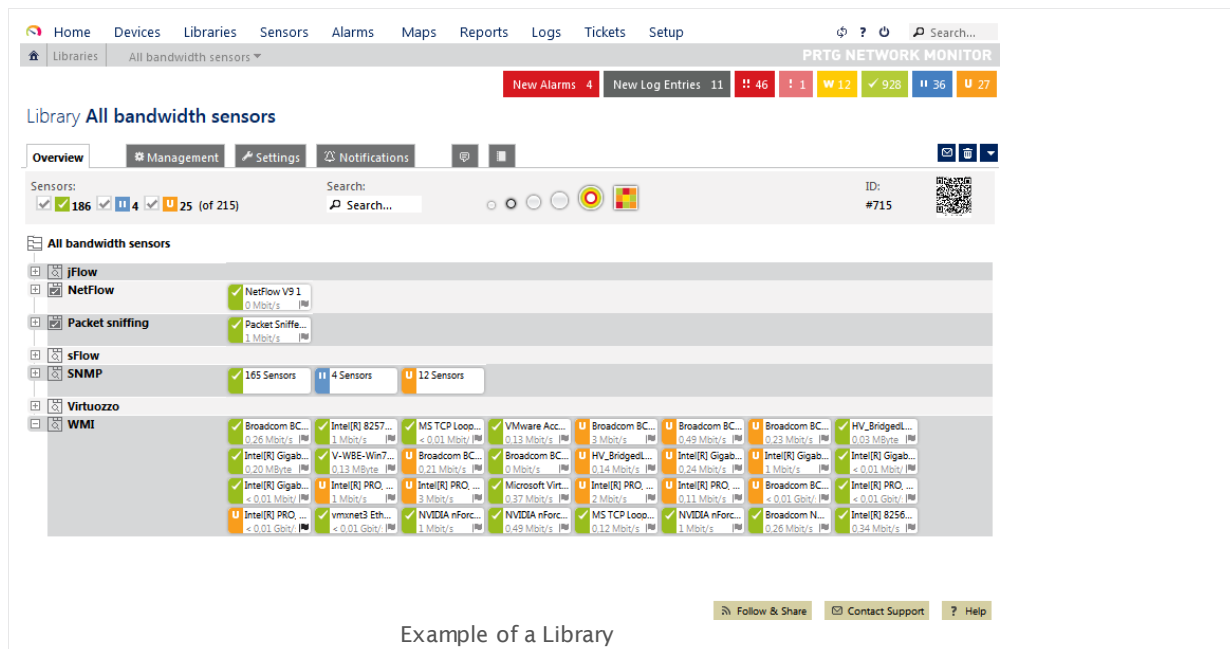 Home Devices Libraries Sensors Alarms Maps Reports Logs Tickets Setup ? Search...
Libraries All bandwidth sensors
PRTG NETWORK MONITOR
New Alarms 4 New Log Entries 11 !! 46 ! 1 W 12 928 36 U 27
Library All bandwidth sensors
Overview Management Settings Notifications
Sensors: Search: ID:
186 4 U 25 (of 215) Search... #715
All bandwidth sensors
jFlow
NetFlow NetFlow V9 1
0 Mbit/s
Packet sniffing Packet Sniffe...
1 Mbit/s
sFlow
SNMP 165 Sensors 4 Sensors U 12 Sensors
Virtuozzo
WMI Broadcom BC... Intel[R] 8257... MS TCP Loop... VMware Acc... U Broadcom BC... U Broadcom BC... U Broadcom BC... HV_BridgedL...
0.26 Mbit/s 1 Mbit/s < 0.01 Mbit/ 0.13 Mbit/s 3 Mbit/s 0.49 Mbit/s 0.23 Mbit/s 0.03 MByte
Intel[R] Gigab... V-WBE-Win7... U Broadcom BC... Broadcom BC... U HV_BridgedL... U Intel[R] Gigab... U Intel[R] Gigab... Intel[R] Gigab...
0.20 MByte 0.13 MByte 0.21 Mbit/s 0 Mbit/s 0.14 Mbit/s 0.24 Mbit/s 1 Mbit/s < 0.01 Mbit/
Intel[R] Gigab... U Intel[R] PRO, ... U Intel[R] PRO, ... Microsoft Virt... U Intel[R] PRO, ... U Intel[R] PRO, ... U Broadcom BC... Intel[R] PRO, ...
< 0.01 Mbit/ 1 Mbit/s 3 Mbit/s 0.37 Mbit/s 2 Mbit/s 0.11 Mbit/s < 0.01 Gbit/ < 0.01 Gbit/
U Intel[R] PRO, ... vmxnet3 Eth... NVIDIA nForc... NVIDIA nForc... MS TCP Loop... NVIDIA nForc... Broadcom N... Intel[R] 8256...
< 0.01 Gbit/ < 0.01 Gbit/ 1 Mbit/s 0.49 Mbit/s 0.12 Mbit/s 1 Mbit/s 0.26 Mbit/s 0.34 Mbit/s
Follow & Share Contact Support ? Help
Example of a Library